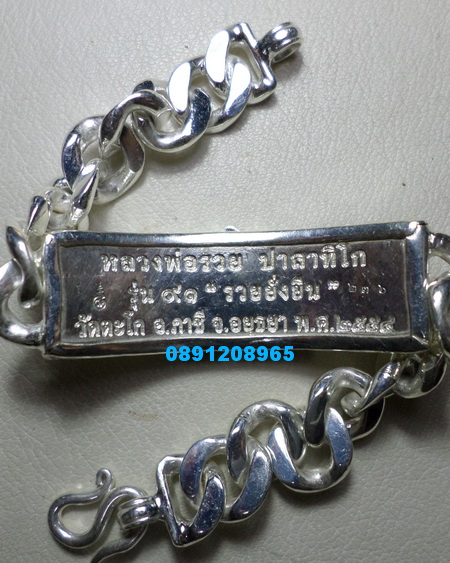 หลวงพ่อรวย ปาสาทิโก
รุ่น ๙๑ " รวยยั่งยืน " ๒๓๖
วัดตะโก อ.ภาชี จ.อยุธยา พ.ศ.๒๕๕๔
0891208965